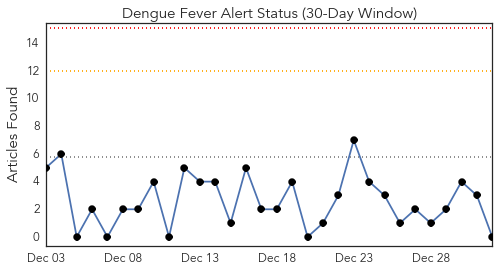 Dengue Fever Alert Status (30-Day Window)
Articles Found
14
12
10
8
6
4
2
0
Dec 03 Dec 08 Dec 13 Dec 18 Dec 23 Dec 28